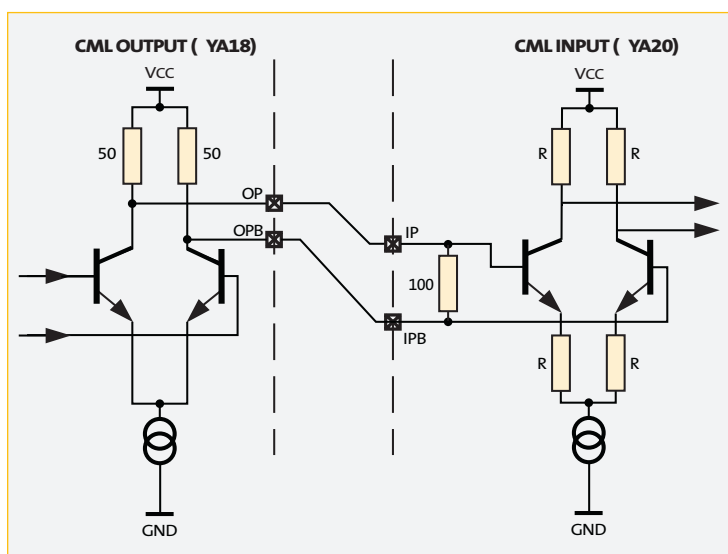 CML OUTPUT ( YA18)
CML INPUT ( YA20)
VCC
VCC
50
50
R
R
OP
OPB
IP
100
IPB
R
R
GND
GND